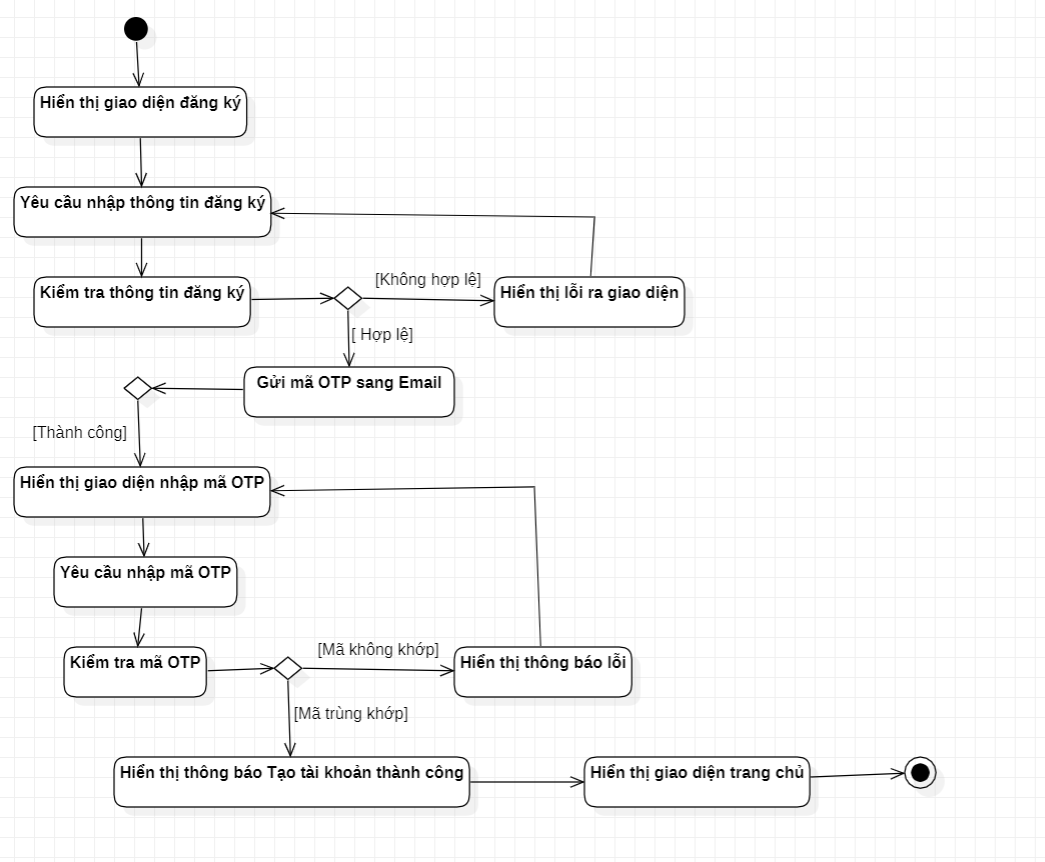 Hiển thị giao diện đăng ký
Yêu cầu nhập thông tin đăng ký
Kiểm tra thông tin đăng ký
[Không hợp lệ]
Hiển thị lỗi ra giao diện
[ Hợp lệ]
Gửi mã OTP sang Email
[Thành công]
Hiển thị giao diện nhập mã OTP
Yêu cầu nhập mã OTP
Kiểm tra mã OTP
[Mã không khớp]
Hiển thị thông báo lỗi
[Mã trùng khớp]
Hiển thị thông báo Tạo tài khoản thành công
Hiển thị giao diện trang chủ